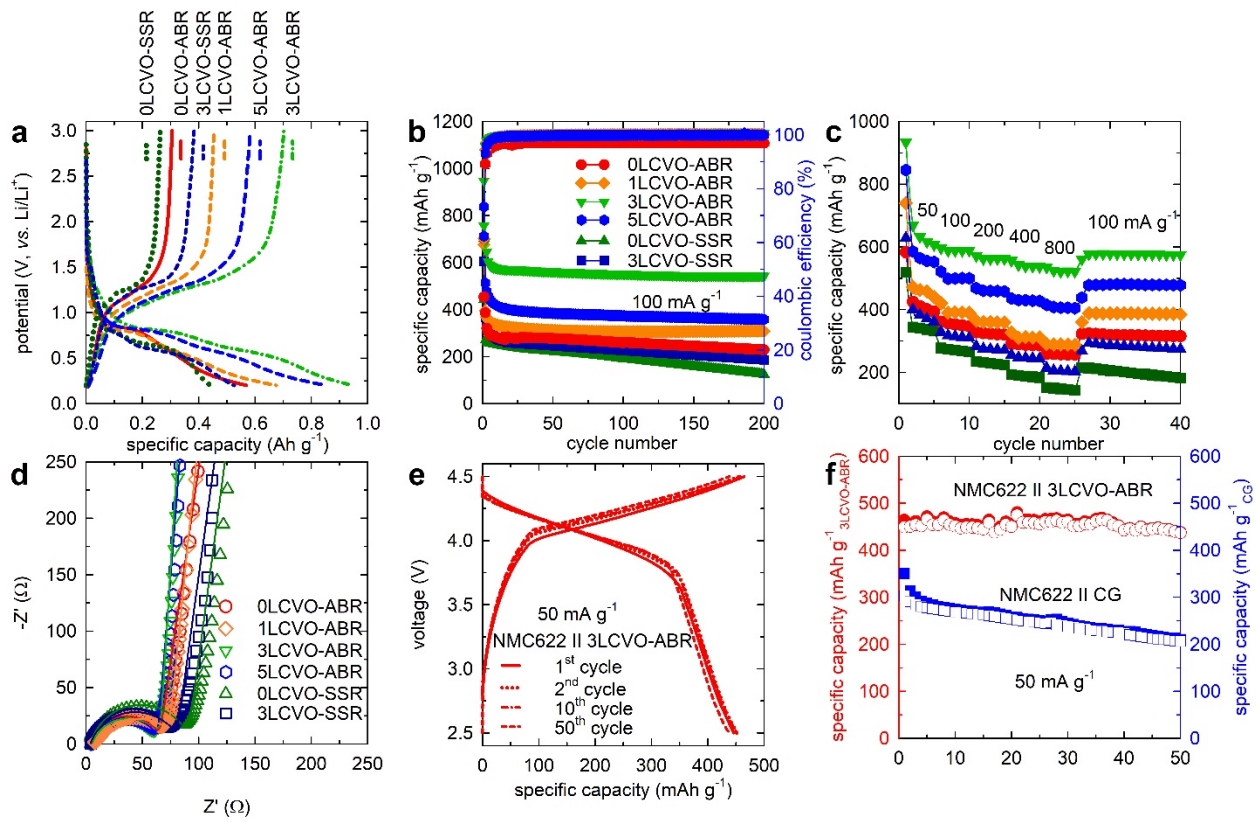 0LCVO-SSR
0LCVO-ABR
3LCVO-SSR
1LCVO-ABR
5LCVO-ABR
3LCVO-ABR
a
3.0
2.5
2.0
1.5
1.0
0.5
0.0
potential (V, vs. Li/Li+)
0.0 0.2 0.4 0.6 0.8 1.0
specific capacity (Ah g-1)
b
1200
1000
800
600
400
200
0
specific capacity (mAh g-1)
0LCVO-ABR
1LCVO-ABR
3LCVO-ABR
5LCVO-ABR
0LCVO-SSR
3LCVO-SSR
100 mA g-1
100
80
60
40
20
0
coulombic efficiency (%)
0 50 100 150 200
cycle number
c
1000
800
600
400
200
specific capacity (mAh g-1)
50
100
200
400
800
100 mA g-1
0 10 20 30 40
cycle number
d
250
200
150
100
50
0
-Z' (Ω)
0LCVO-ABR
1LCVO-ABR
3LCVO-ABR
5LCVO-ABR
0LCVO-SSR
3LCVO-SSR
0 50 100 150 200 250
Z' (Ω)
e
4.5
4.0
3.5
3.0
2.5
voltage (V)
50 mA g-1
NMC622 II 3LCVO-ABR
1st cycle
2nd cycle
10th cycle
50th cycle
0 100 200 300 400 500
specific capacity (mAh g-1)
f
600
500
400
300
200
100
0
specific capacity (mAh g-1 3LCVO-ABR)
NMC622 II 3LCVO-ABR
NMC622 II CG
50 mA g-1
600
500
400
300
200
100
0
specific capacity (mAh g-1 CG)
0 10 20 30 40 50
cycle number